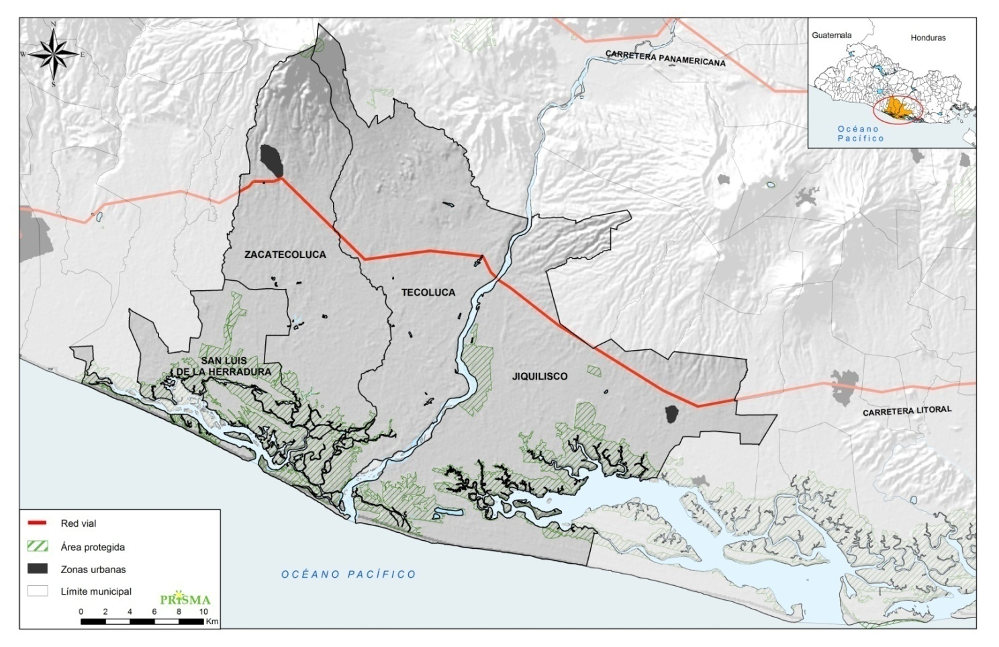 N
W
E
S
CARRETERA PANAMERICANA
Guatemala
Honduras
Océano
Pacífico
ZACATECOLUCA
TECOLUCA
SAN LUIS
DE LA HERRADURA
JIQUILISCO
CARRETERA LITORAL
OCÉANO PACÍFICO
Red vial
Área protegida
Zonas urbanas
Límite municipal
PRiSMA
0 2 4 6 8 10
Km